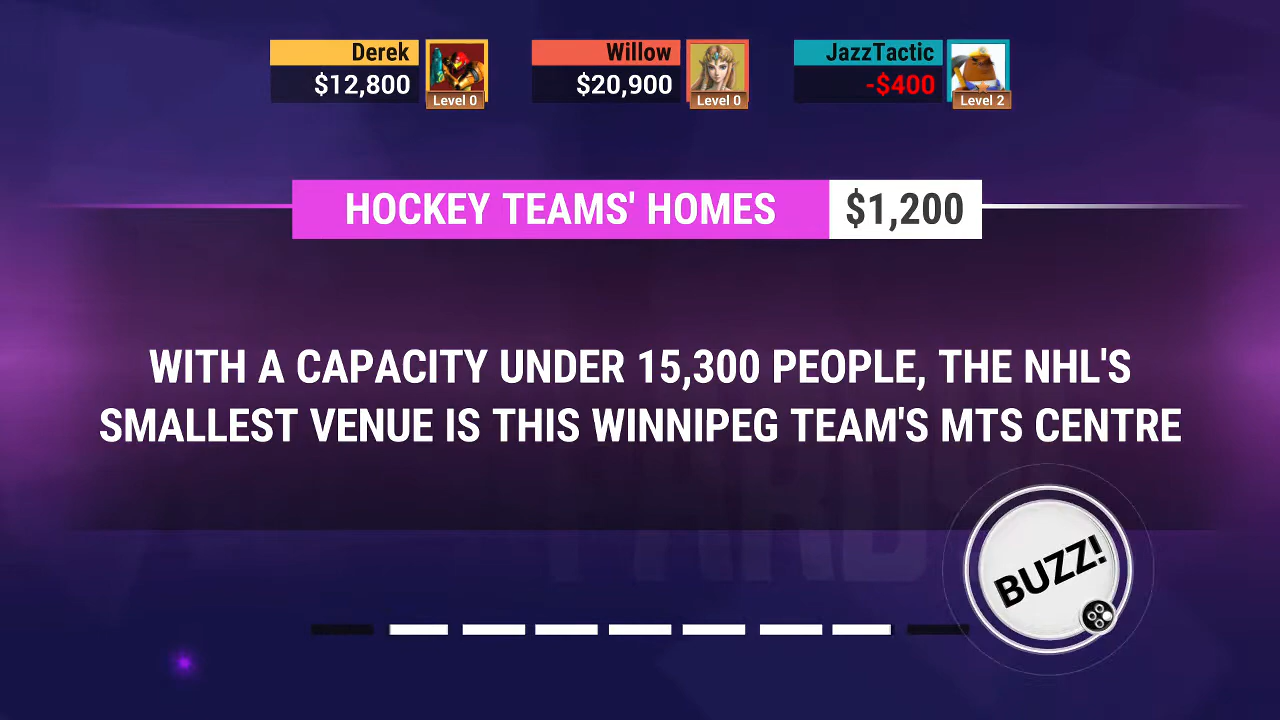 Derek
$12,800
Level 0
Willow
$20,900
Level 0
JazzTactic
-$400
Level 2
HOCKEY TEAMS' HOMES $1,200
WITH A CAPACITY UNDER 15,300 PEOPLE, THE NHL'S
SMALLEST VENUE IS THIS WINNIPEG TEAM'S MTS CENTRE
BUZZ!